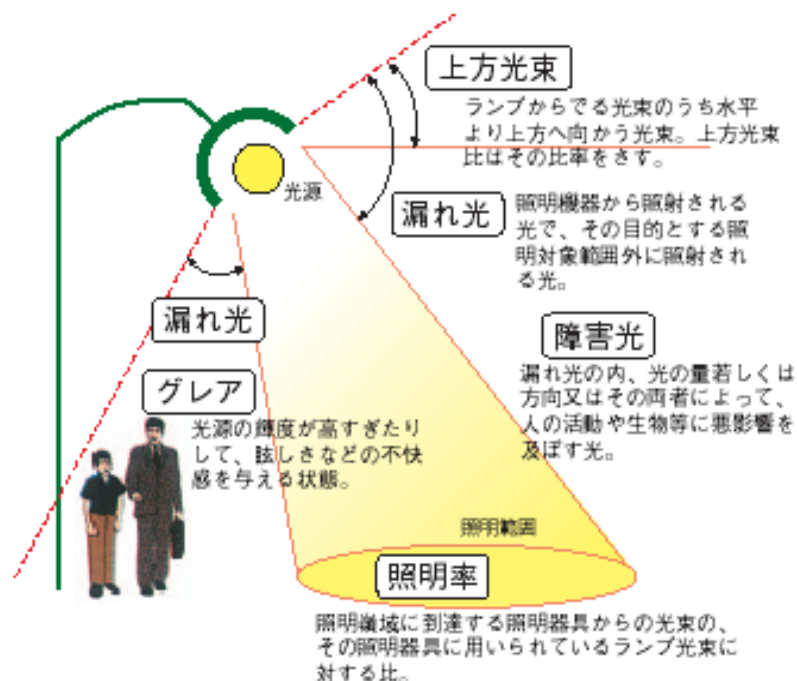 上方光束
ランプからでる光束のうち水平
より上方へ向かう光束。上方光束
比はその比率をさす。
光源
漏れ光
照明機器から照射される
光で、その目的とする照
明対象範囲外に照射され
る光。
漏れ光
障害光
漏れ光の内、光の量若しくは
方向又はその両者によって、
人の活動や生物等に悪影響を
及ぼす光。
グレア
光源の輝度が高すぎたり
して、眩しさなどの不快
感を与える状態。
照明範囲
照明率
照明領域に到達する照明器具からの光束の、
その照明器具に用いられているランプ光束に
対する比。